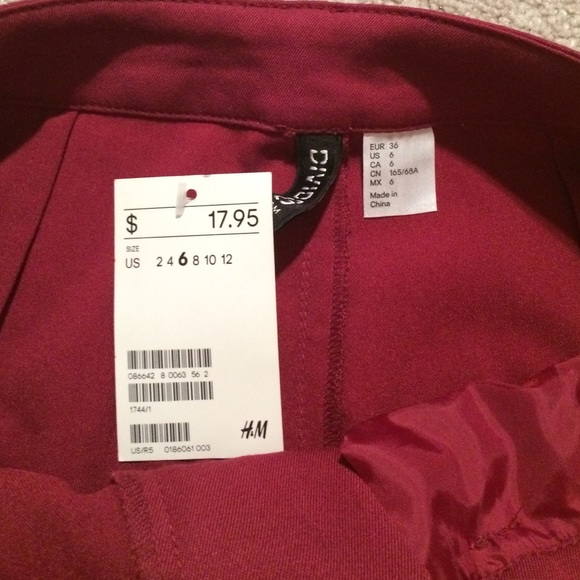 $ 17.95
SIZE
US 2 4 6 8 10 12
086642 8 0063 56 2
1744/1
US/R5 0186061 003
H&M
EUR 36
US 6
CA 6
CN 165/68A
MX 6
Made in
China